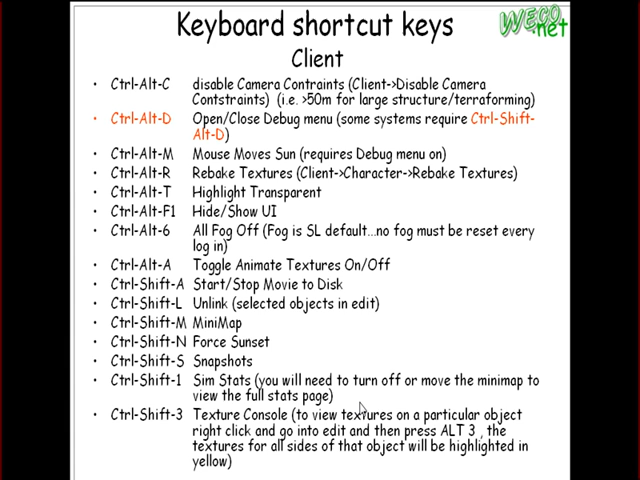 Keyboard shortcut keys
WECO
.net
Client
• Ctrl-Alt-C disable Camera Contraints (Client->Disable Camera
Contstraints) (i.e. >50m for large structure/terraforming)
• Ctrl-Alt-D Open/Close Debug menu (some systems require Ctrl-Shift-
Alt-D)
• Ctrl-Alt-M Mouse Moves Sun (requires Debug menu on)
• Ctrl-Alt-R Rebake Textures (Client->Character->Rebake Textures)
• Ctrl-Alt-T Highlight Transparent
• Ctrl-Alt-F1 Hide/Show UI
• Ctrl-Alt-6 All Fog Off (Fog is SL default...no fog must be reset every
log in)
• Ctrl-Alt-A Toggle Animate Textures On/Off
• Ctrl-Shift-A Start/Stop Movie to Disk
• Ctrl-Shift-L Unlink (selected objects in edit)
• Ctrl-Shift-M MiniMap
• Ctrl-Shift-N Force Sunset
• Ctrl-Shift-S Snapshots
• Ctrl-Shift-1 Sim Stats (you will need to turn off or move the minimap to
view the full stats page)
• Ctrl-Shift-3 Texture Console (to view textures on a particular object
right click and go into edit and then press ALT 3 , the
textures for all sides of that object will be highlighted in
yellow)